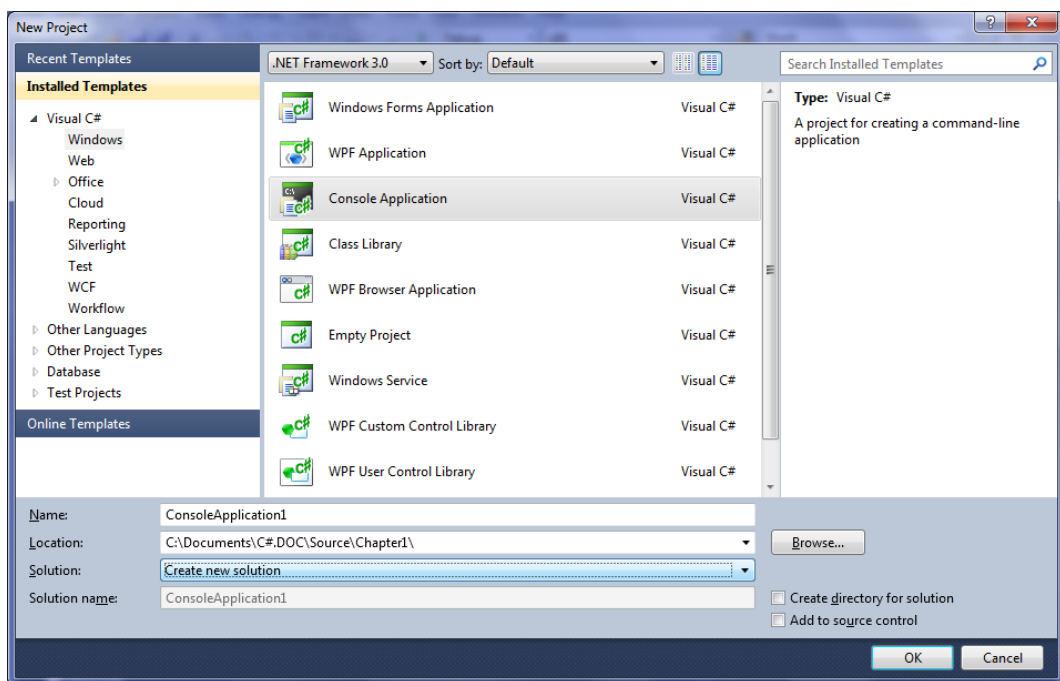 New Project
Recent Templates
.NET Framework 3.0 Sort by: Default
Search Installed Templates
Installed Templates
Visual C#
Windows
Web
Office
Cloud
Reporting
Silverlight
Test
WCF
Workflow
Other Languages
Other Project Types
Database
Test Projects
Online Templates
Windows Forms Application Visual C#
WPF Application Visual C#
Console Application Visual C#
Class Library Visual C#
WPF Browser Application Visual C#
Empty Project Visual C#
Windows Service Visual C#
WPF Custom Control Library Visual C#
WPF User Control Library Visual C#
Type: Visual C#
A project for creating a command-line
application
Name: ConsoleApplication1
Location: C:\Documents\C#.DOC\Source\Chapter1\ Browse...
Solution: Create new solution
Solution name: ConsoleApplication1
Create directory for solution
Add to source control
OK Cancel